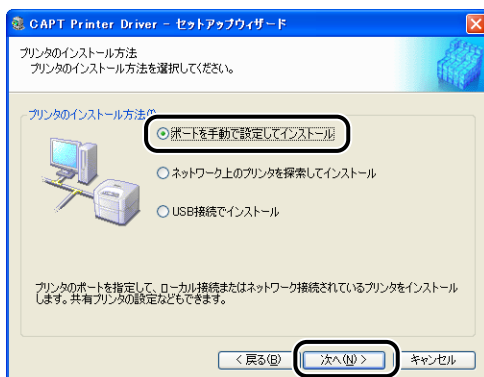 CAPT Printer Driver - セットアップウィザード
プリンタのインストール方法
プリンタのインストール方法を選択してください。
プリンタのインストール方法(I)
ポートを手動で設定してインストール
ネットワーク上のプリンタを探索してインストール
USB接続でインストール
プリンタのポートを指定して、ローカル接続またはネットワーク接続されているプリンタをインストール
します。共有プリンタの設定などもできます。
< 戻る(B)
次へ(N) >
キャンセル